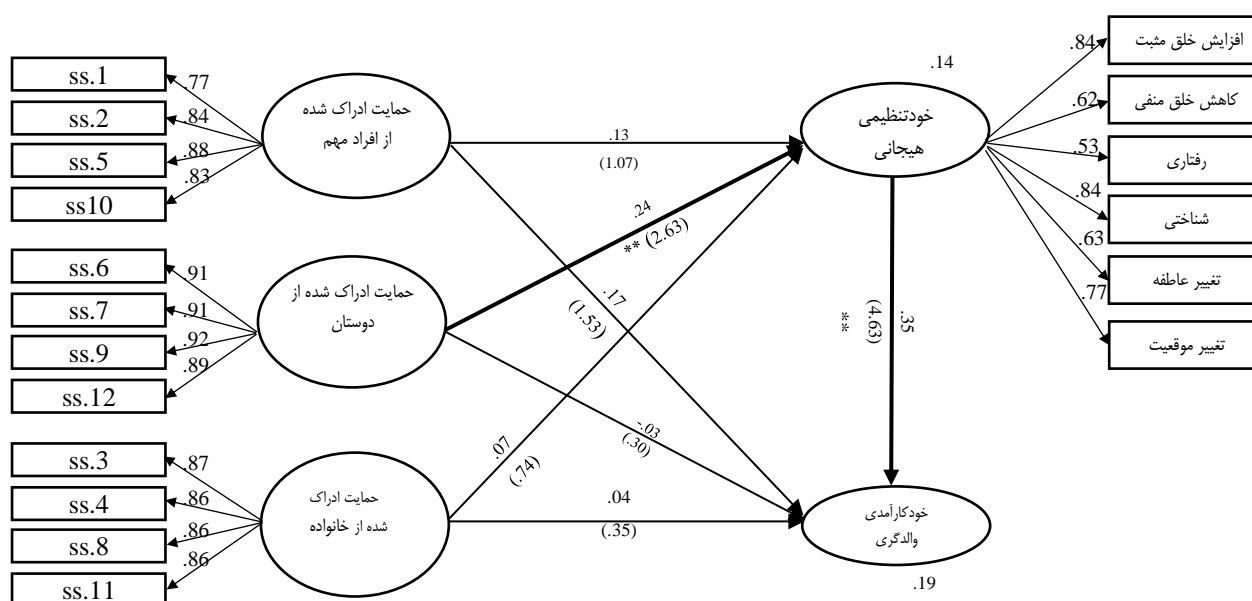 ss.1
ss.2
ss.5
ss10
.77
.84
.88
.83
حمایت ادراک شده
از افراد مهم
ss.6
ss.7
ss.9
ss.12
.91
.91
.92
.89
حمایت ادراک شده از
دوستان
ss.3
ss.4
ss.8
ss.11
.87
.86
.86
.86
حمایت ادراک
شده از خانواده
.13
(1.07)
.24
** (2.63)
.17
(1.53)
.07
(.74)
-.03
(.30)
.04
(.35)
.14
خودتنظیمی
هیجانی
.35
(4.63)
**
خودکارآمدی
والدگری
.19
.84
.62
.53
.84
.63
.77
افزایش خلق مثبت
کاهش خلق منفی
رفتاری
شناختی
تغییر عاطفه
تغییر موقعیت